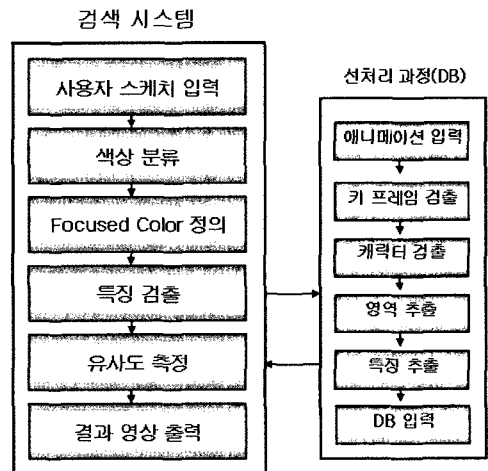 검색 시스템
사용자 스케치 입력
색상 분류
Focused Color 정의
특징 검출
유사도 측정
결과 영상 출력
선처리 과정(DB)
애니메이션 입력
키 프레임 검출
캐릭터 검출
영역 추출
특징 추출
DB 입력